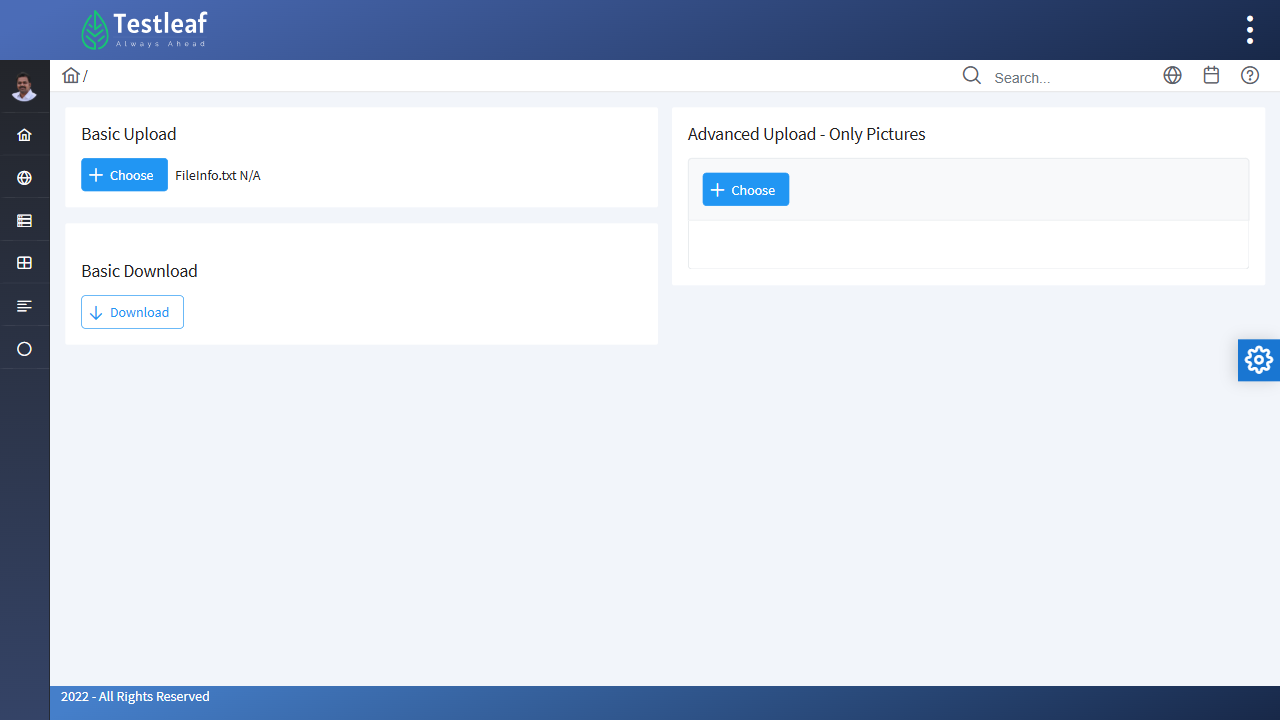 Testleaf
Always Ahead
/
Search...
Basic Upload
Choose
FileInfo.txt N/A
Basic Download
Download
Advanced Upload - Only Pictures
Choose
2022 - All Rights Reserved